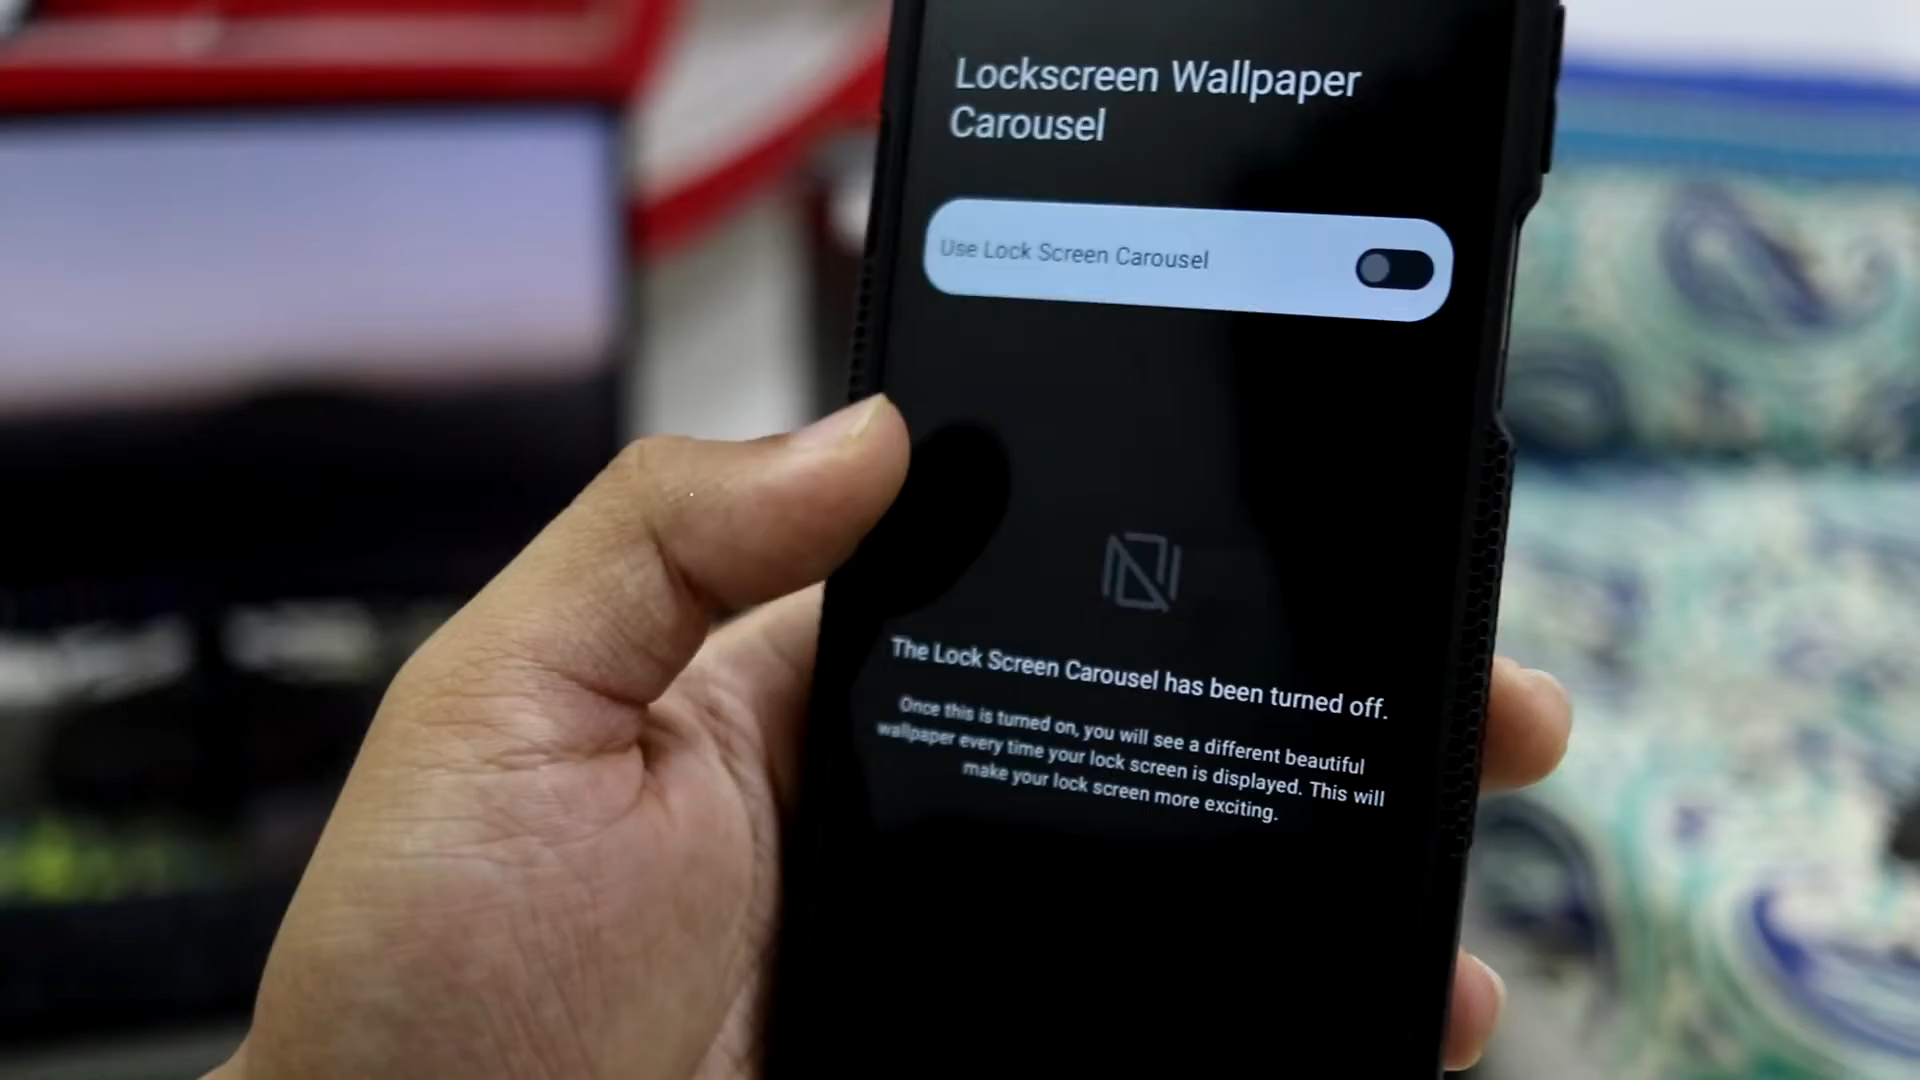 Lockscreen Wallpaper
Carousel
Use Lock Screen Carousel
The Lock Screen Carousel has been turned off.
Once this is turned on, you will see a different beautiful
wallpaper every time your lock screen is displayed. This will
make your lock screen more exciting.